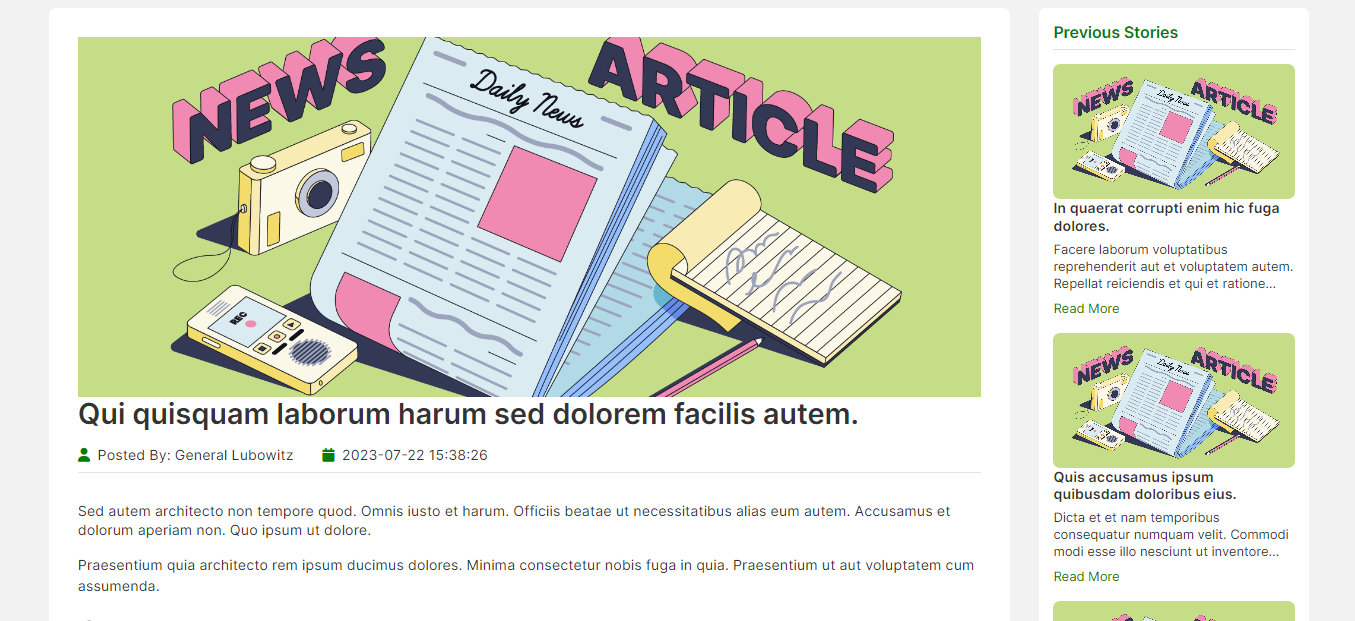 NEWS
ARTICLE
Daily News
REC
Qui quisquam laborum harum sed dolorem facilis autem.
Posted By: General Lubowitz
2023-07-22 15:38:26
Sed autem architecto non tempore quod. Omnis iusto et harum. Officiis beatae ut necessitatibus alias eum autem. Accusamus et
dolorum aperiam non. Quo ipsum ut dolore.
Praesentium quia architecto rem ipsum ducimus dolores. Minima consectetur nobis fuga in quia. Praesentium ut aut voluptatem cum
assumenda.
Previous Stories
NEWS
ARTICLE
Daily News
In quaerat corrupti enim hic fuga
dolores.
Facere laborum voluptatibus
reprehenderit aut et voluptatem autem.
Repellat reiciendis et qui et ratione...
Read More
NEWS
ARTICLE
Daily News
Quis accusamus ipsum
quibusdam doloribus eius.
Dicta et et nam temporibus
consequatur numquam velit. Commodi
modi esse illo nesciunt ut inventore...
Read More